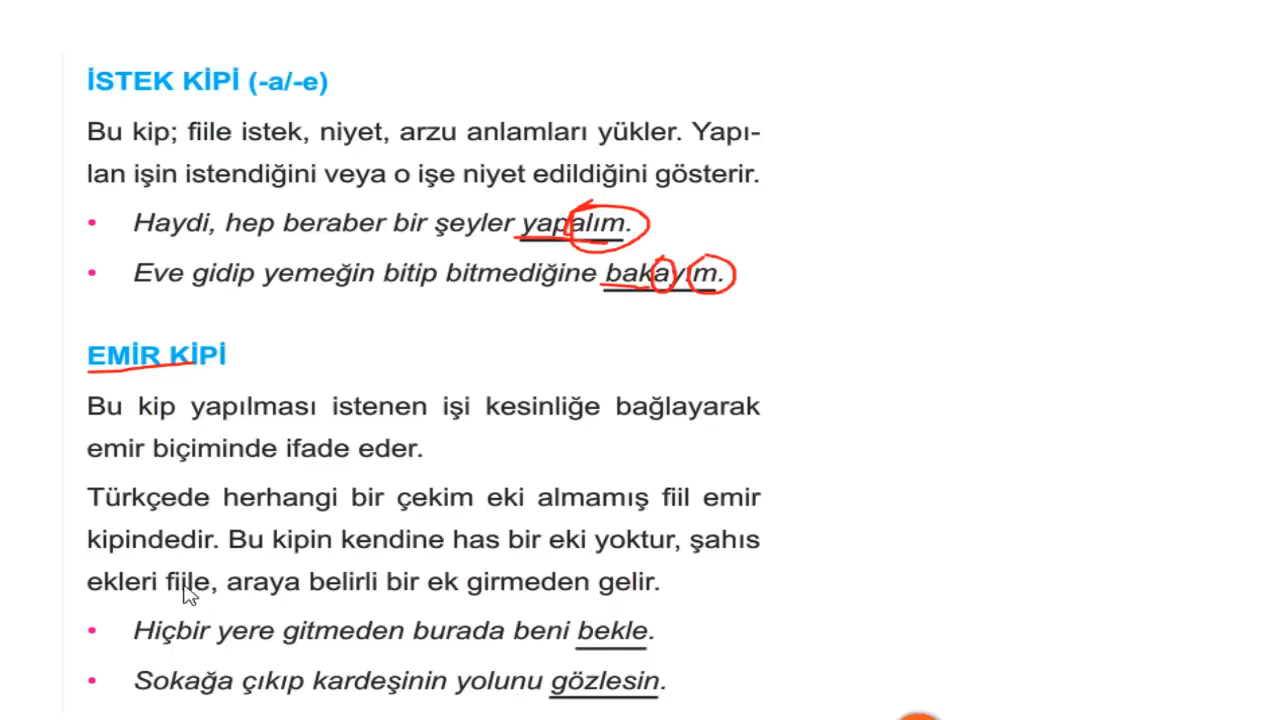 İSTEK KİPİ (-a/-e)
Bu kip; fiile istek, niyet, arzu anlamları yükler. Yapı-
lan işin istendiğini veya o işe niyet edildiğini gösterir.
• Haydi, hep beraber bir şeyler yapalım.
• Eve gidip yemeğin bitip bitmediğine bakayım.
EMİR KİPİ
Bu kip yapılması istenen işi kesinliğe bağlayarak
emir biçiminde ifade eder.
Türkçede herhangi bir çekim eki almamış fiil emir
kipindedir. Bu kipin kendine has bir eki yoktur, şahıs
ekleri fiile, araya belirli bir ek girmeden gelir.
• Hiçbir yere gitmeden burada beni bekle.
• Sokağa çıkıp kardeşinin yolunu gözlesin.